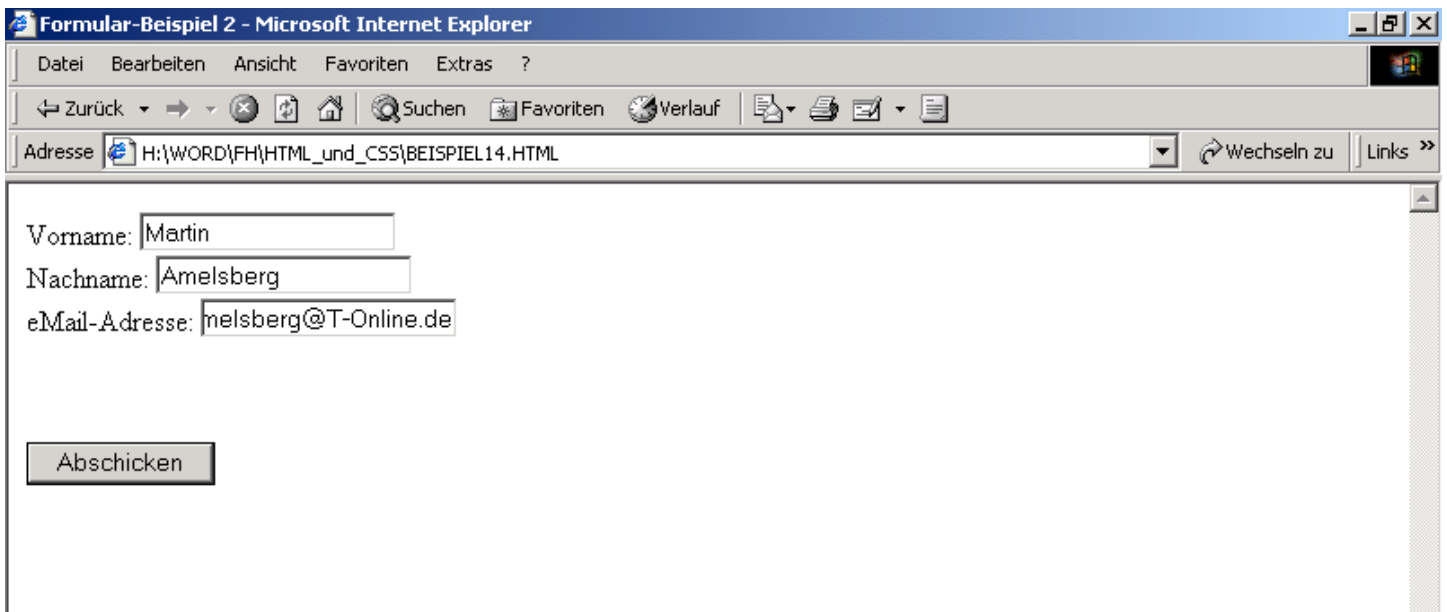 Formular-Beispiel 2 - Microsoft Internet Explorer
Datei Bearbeiten Ansicht Favoriten Extras ?
Zurück Suchen Favoriten Verlauf
Adresse H:\WORD\FH\HTML_und_CSS\BEISPIEL14.HTML Wechseln zu Links »
Vorname: Martin
Nachname: Amelsberg
eMail-Adresse: melsberg@T-Online.de
Abschicken